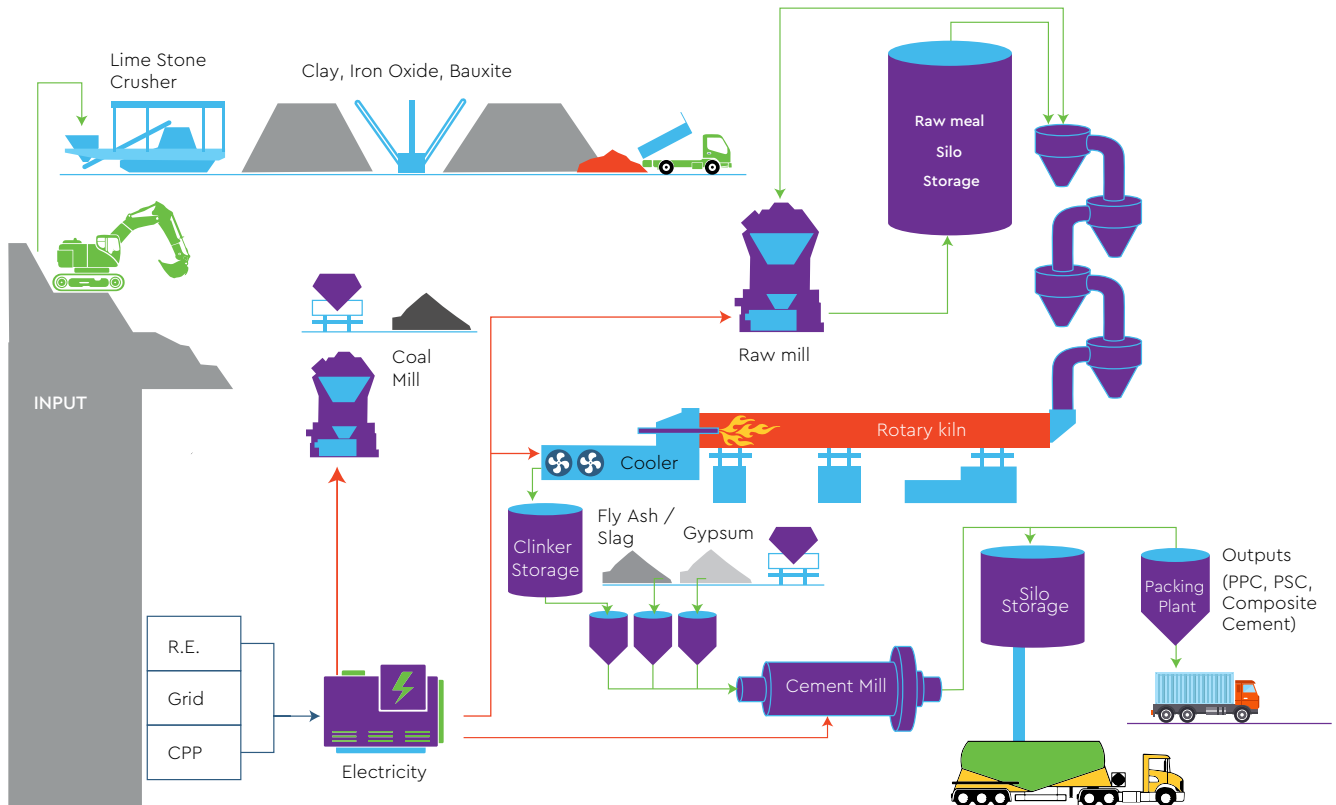 Lime Stone
Crusher
Clay, Iron Oxide, Bauxite
Raw meal
Silo
Storage
Raw mill
Coal
Mill
INPUT
Rotary kiln
Cooler
Clinker
Storage
Fly Ash /
Slag
Gypsum
Silo
Storage
Packing
Plant
Outputs
(PPC, PSC,
Composite
Cement)
Cement Mill
R.E.
Grid
CPP
Electricity